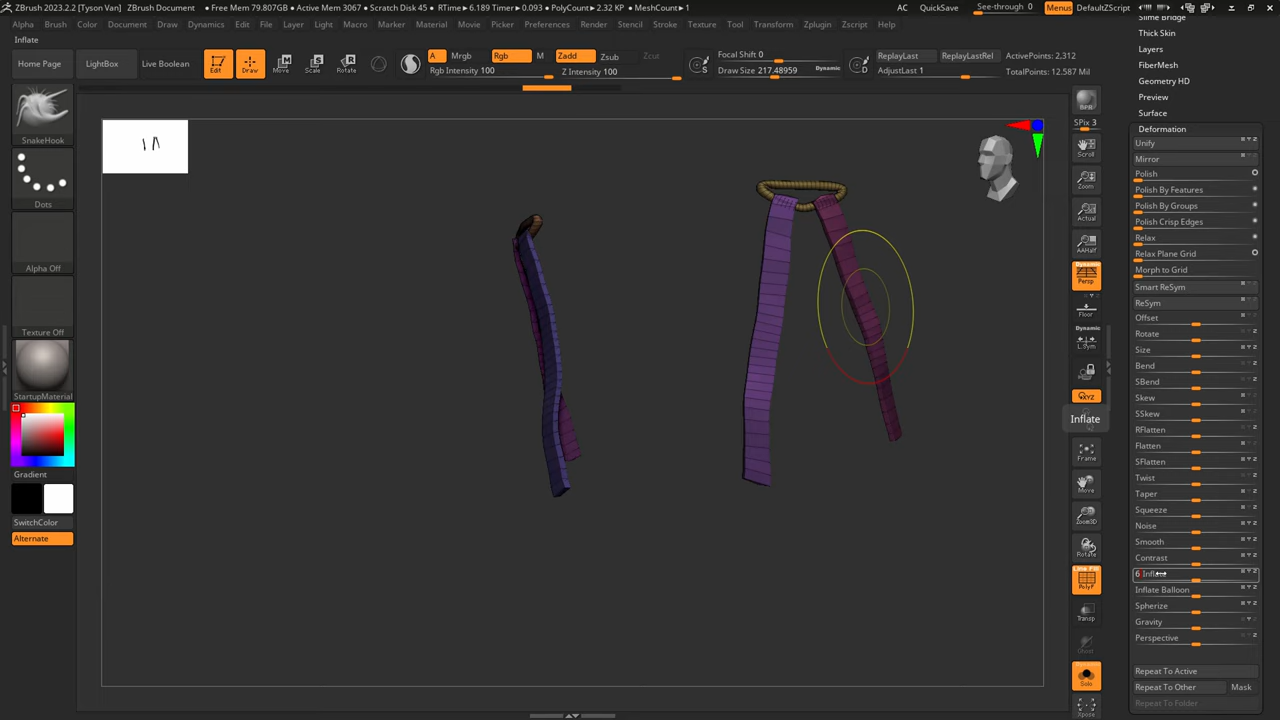 ZBrush 2023.2.2 [Tyson Van] ZBrush Document ● Free Mem 79.807GB ● Active Mem 3067 ● Scratch Disk 45 ● RTime▸6.189 Timer▸0.093 ● PolyCount▸2.32 KP ● MeshCount▸1 AC QuickSave See-through 0 Menus DefaultZScript
Alpha Brush Color Document Draw Dynamics Edit File Layer Light Macro Marker Material Movie Picker Preferences Render Stencil Stroke Texture Tool Transform Zplugin Zscript Help
Inflate
Home Page LightBox Live Boolean Edit Draw Move Scale Rotate
A Mrgb Rgb M Zadd Zsub Zcut
Rgb Intensity 100 Z Intensity 100
Focal Shift 0
Draw Size 217.48959 Dynamic
S D
ReplayLast ReplayLastRel
AdjustLast 1
ActivePoints: 2,312
TotalPoints: 12.587 Mil
SnakeHook
Dots
Alpha Off
Texture Off
StartupMaterial
Gradient
SwitchColor
Alternate
BPR
SPix 3
Scroll
Zoom
Actual
AAHalf
Dynamic
Persp
Floor
Dynamic
L.Sym
XYZ
Inflate
Frame
Move
Zoom3D
Rotate
Line Fill
PolyF
Transp
Ghost
Dynamic
Solo
Xpose
Slime Bridge
Thick Skin
Layers
FiberMesh
Geometry HD
Preview
Surface
Deformation
Unify
Mirror
Polish
Polish By Features
Polish By Groups
Polish Crisp Edges
Relax
Relax Plane Grid
Morph to Grid
Smart ReSym
ReSym
Offset
Rotate
Size
Bend
SBend
Skew
SSkew
RFlatten
Flatten
SFlatten
Twist
Taper
Squeeze
Noise
Smooth
Contrast
6 Inflate
Inflate Balloon
Spherize
Gravity
Perspective
Repeat To Active
Repeat To Other Mask
Repeat To Folder